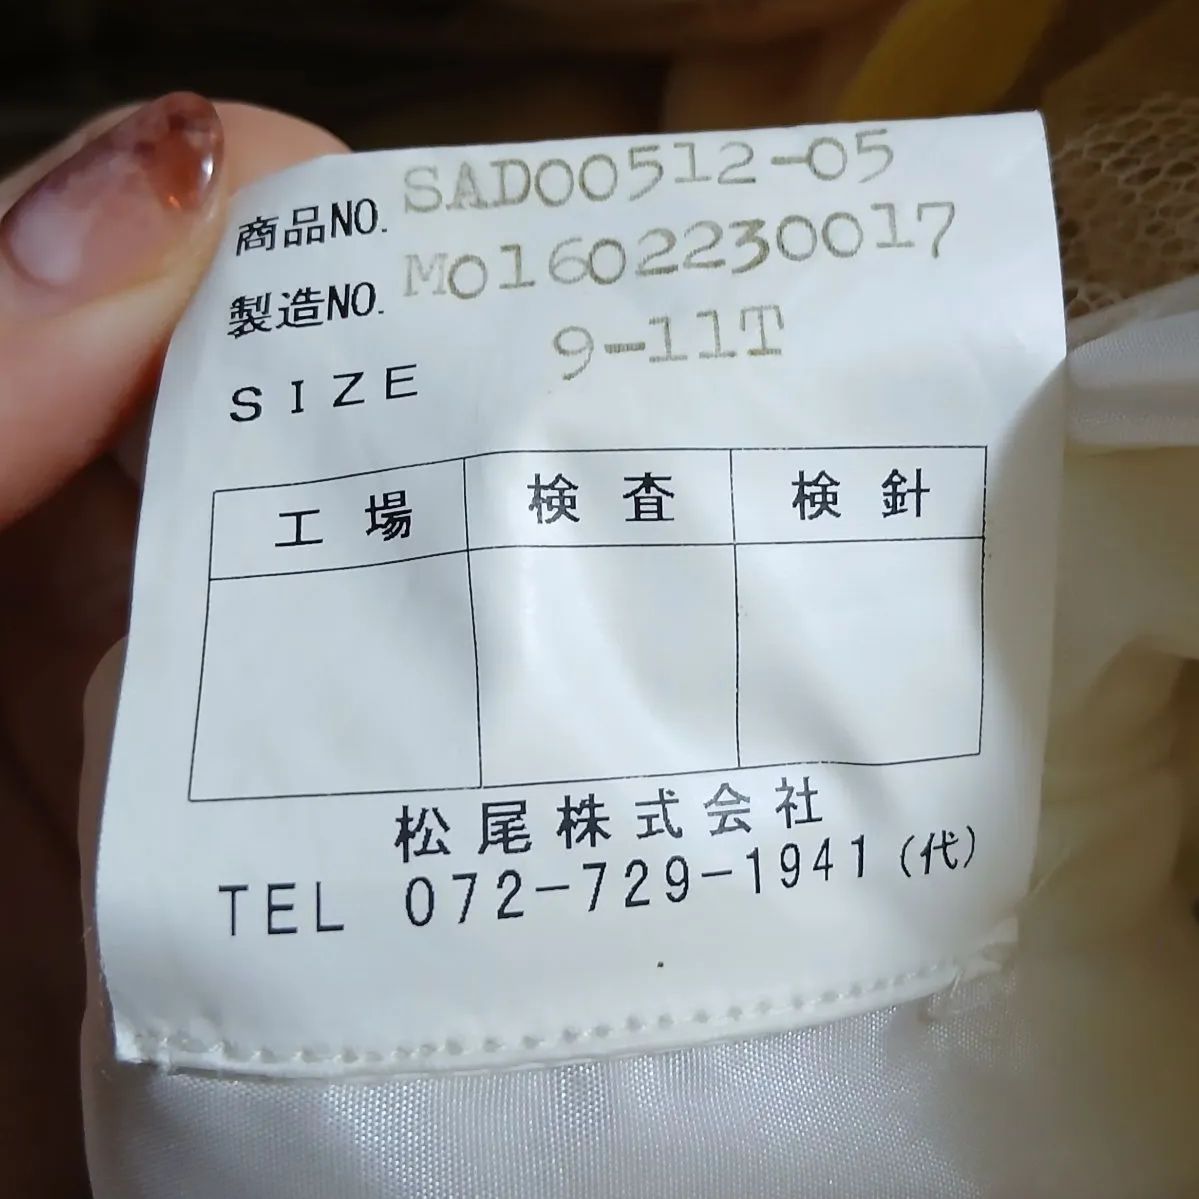 商品NO. SAD00512-05
製造NO. M01602230017
SIZE 9-11T
工場 検査 検針
松尾株式会社
TEL 072-729-1941(代)